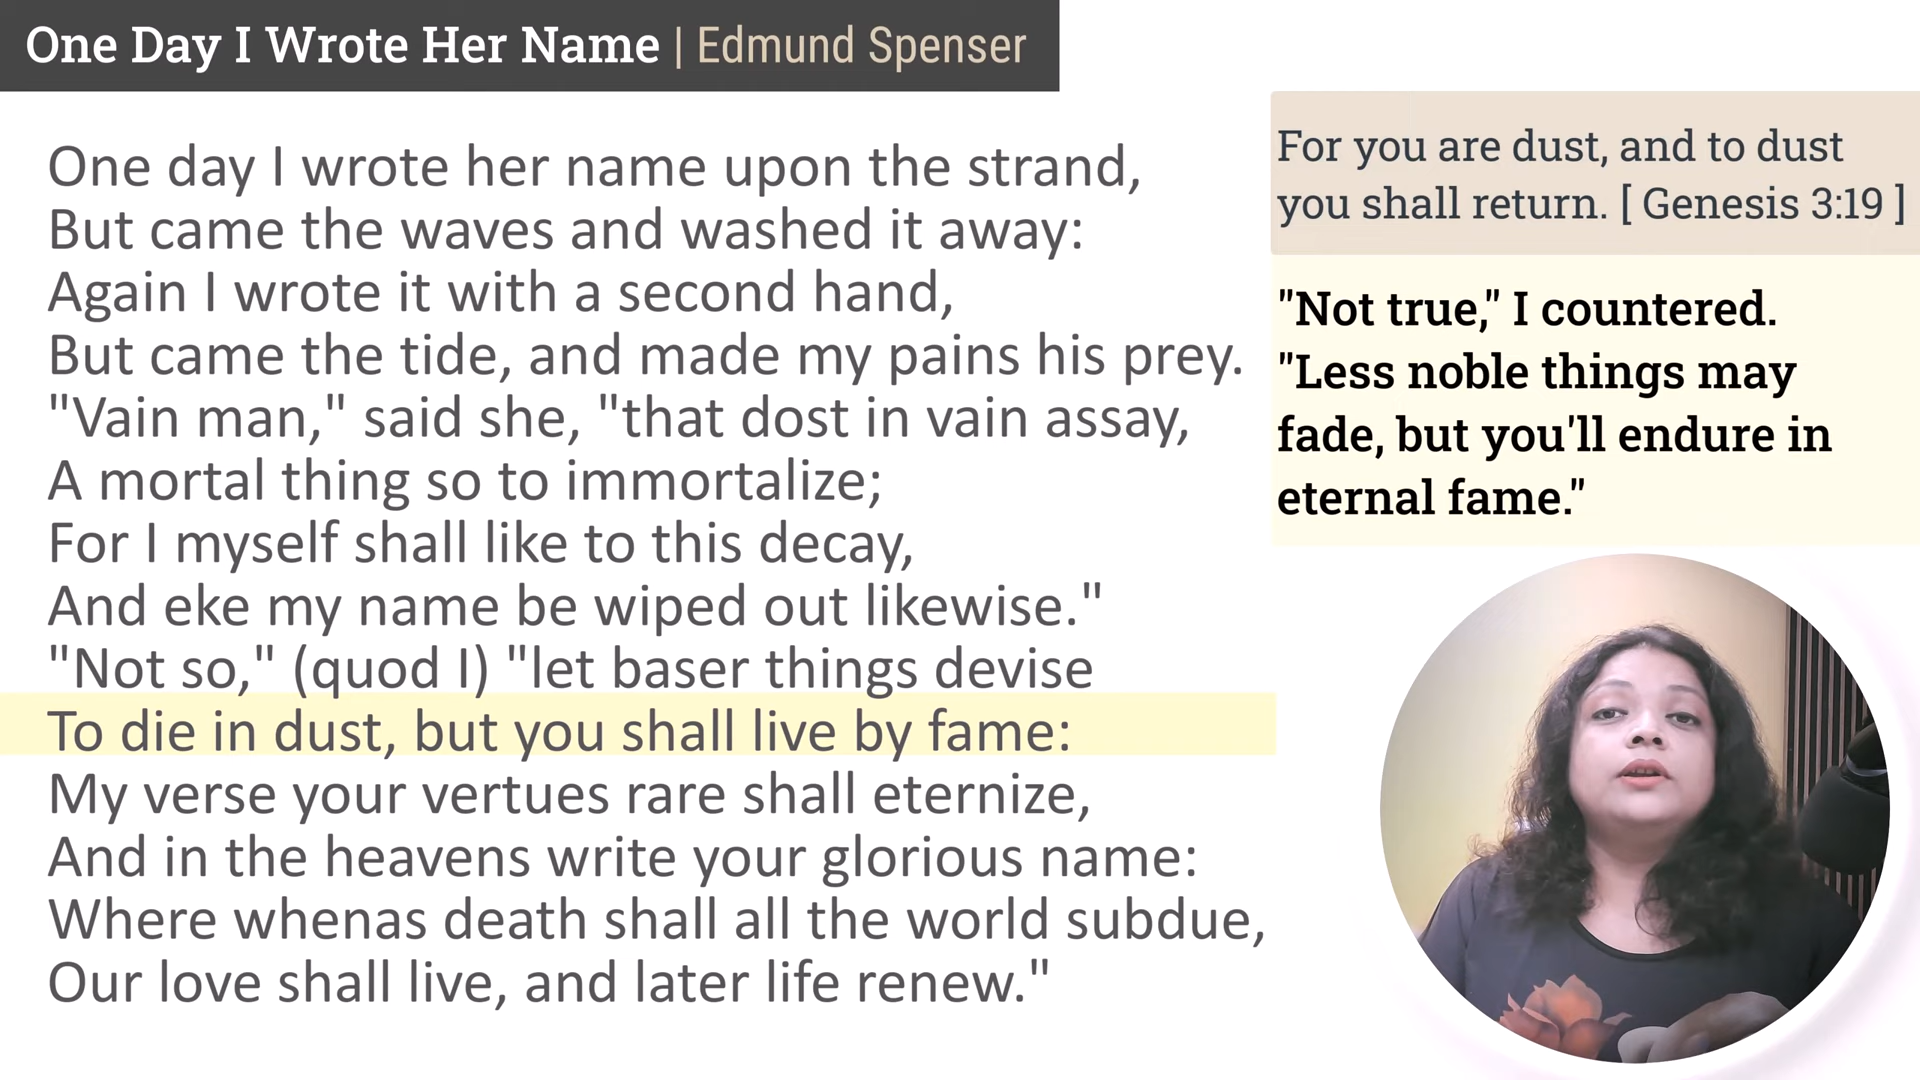 One Day I Wrote Her Name | Edmund Spenser
One day I wrote her name upon the strand,
But came the waves and washed it away:
Again I wrote it with a second hand,
But came the tide, and made my pains his prey.
"Vain man," said she, "that dost in vain assay,
A mortal thing so to immortalize;
For I myself shall like to this decay,
And eke my name be wiped out likewise."
"Not so," (quod I) "let baser things devise
To die in dust, but you shall live by fame:
My verse your vertues rare shall eternize,
And in the heavens write your glorious name:
Where whenas death shall all the world subdue,
Our love shall live, and later life renew."
For you are dust, and to dust
you shall return. [ Genesis 3:19 ]
"Not true," I countered.
"Less noble things may
fade, but you'll endure in
eternal fame."